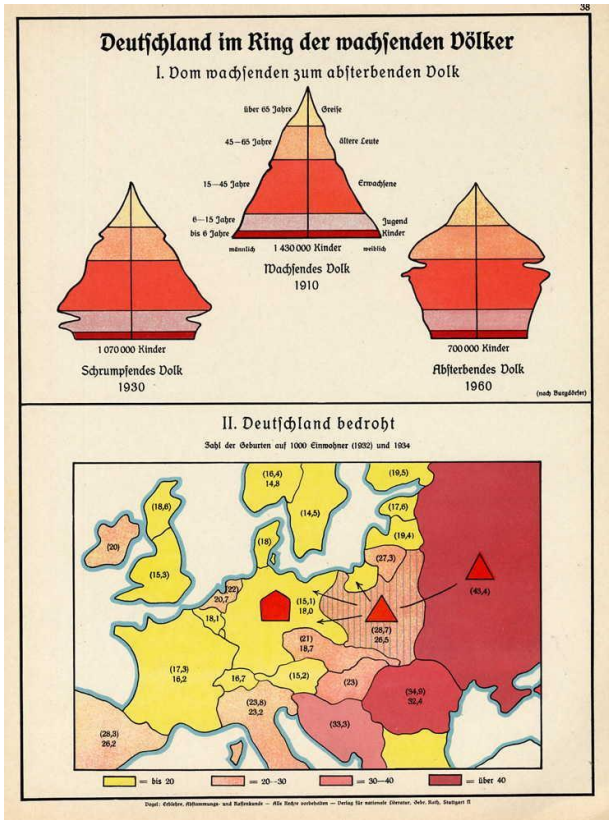 38
Deutschland im Ring der wachsenden Völker
I. Vom wachsenden zum absterbenden Volk
über 65 Jahre Greise
45–65 Jahre ältere Leute
15–45 Jahre Erwachsene
6–15 Jahre Jugend
bis 6 Jahre Kinder
männlich 1 430 000 Kinder weiblich
Wachsendes Volk
1910
1 070 000 Kinder
Schrumpfendes Volk
1930
700 000 Kinder
Absterbendes Volk
1960
(nach Burgdörfer)
II. Deutschland bedroht
Zahl der Geburten auf 1000 Einwohner (1932) und 1934
(16,4)
14,8
(19,5)
(18,6)
(14,5)
(17,6)
(19,4)
(20)
(18)
(27,3)
(15,3)
(22)
20,7
(15,1)
18,0
(43,4)
18,1
(28,7)
26,5
(21)
18,7
(17,3)
16,2
16,7
(15,2)
(23)
(34,9)
32,4
(23,8)
23,2
(33,3)
(28,3)
26,2
= bis 20 = 20–30 = 30–40 = über 40
Vogel: Erblehre, Abstammungs- und Rassenkunde – Alle Rechte vorbehalten – Verlag für nationale Literatur, Gebr. Rath, Stuttgart N